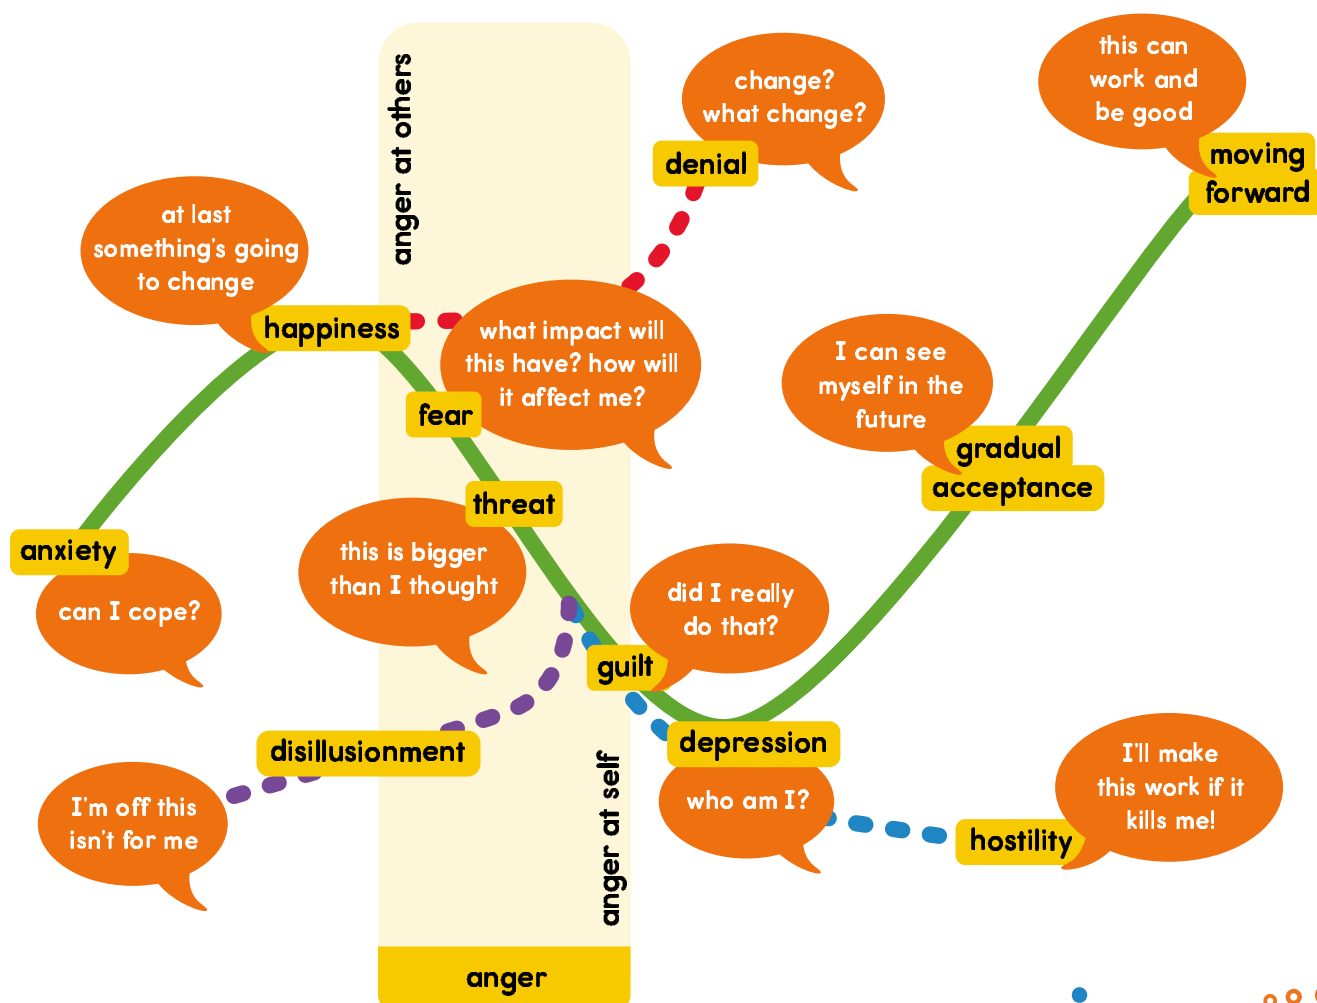 this can
work and
be good
moving
forward
change?
what change?
denial
anger at others
at last
something's going
to change
happiness
what impact will
this have? how will
it affect me?
fear
I can see
myself in the
future
gradual
acceptance
threat
this is bigger
than I thought
anxiety
can I cope?
did I really
do that?
guilt
disillusionment
I'm off this
isn't for me
depression
who am I?
anger at self
I'll make
this work if it
kills me!
hostility
anger